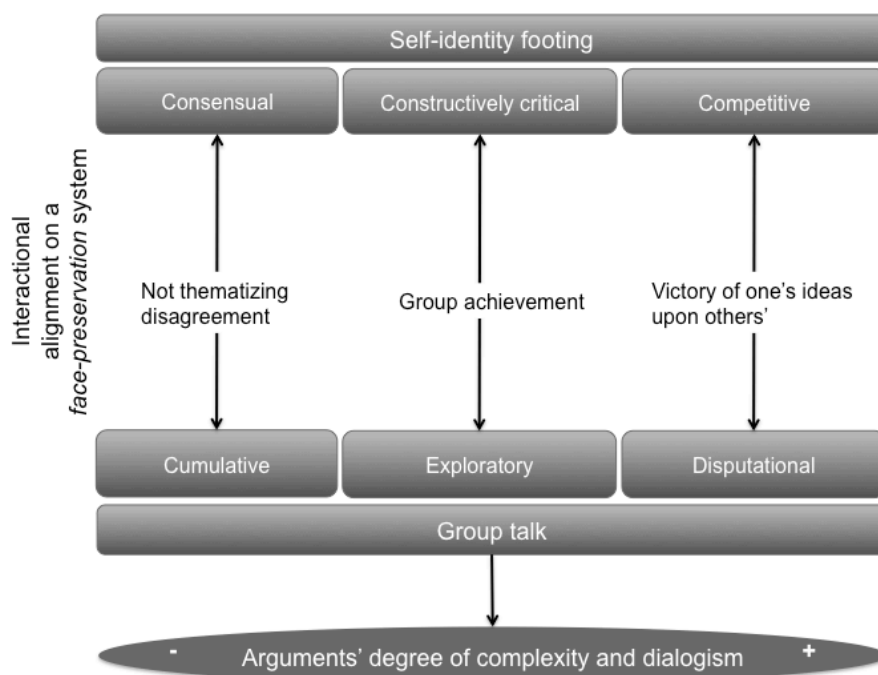 Self-identity footing
Consensual
Constructively critical
Competitive
Interactional
alignment on a
face-preservation system
Not thematizing
disagreement
Group achievement
Victory of one's ideas
upon others'
Cumulative
Exploratory
Disputational
Group talk
- Arguments' degree of complexity and dialogism +